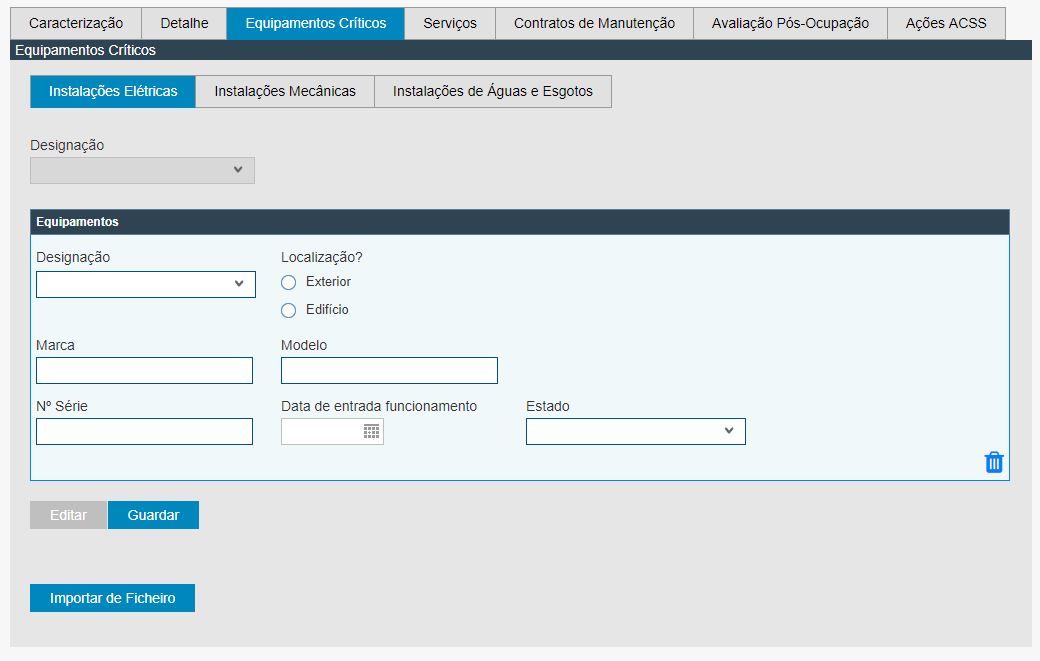 Caracterização Detalhe Equipamentos Críticos Serviços Contratos de Manutenção Avaliação Pós-Ocupação Ações ACSS
Equipamentos Críticos
Instalações Elétricas Instalações Mecânicas Instalações de Águas e Esgotos
Designação
Equipamentos
Designação Localização?
Exterior
Edifício
Marca Modelo
Nº Série Data de entrada funcionamento Estado
Editar Guardar
Importar de Ficheiro